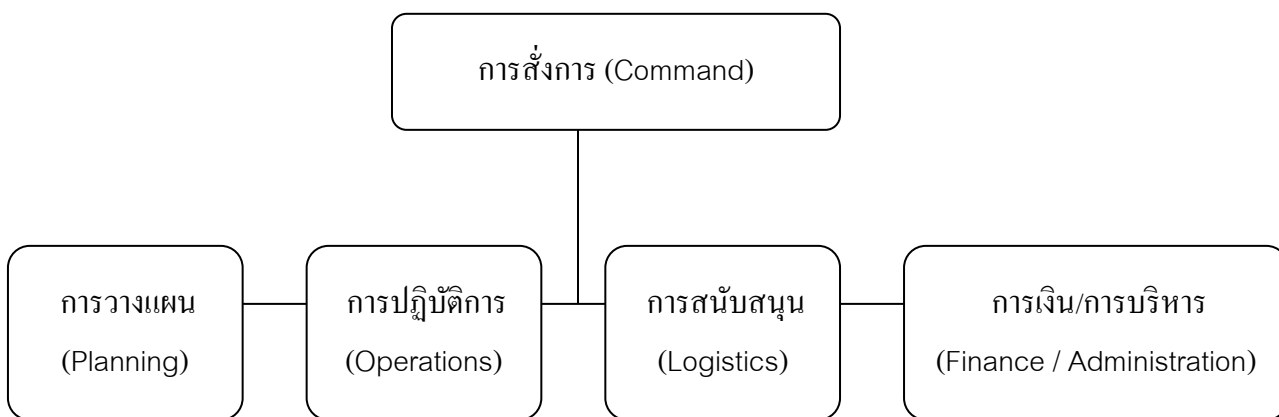 การสั่งการ (Command)
การวางแผน
(Planning)
การปฏิบัติการ
(Operations)
การสนับสนุน
(Logistics)
การเงิน/การบริหาร
(Finance / Administration)